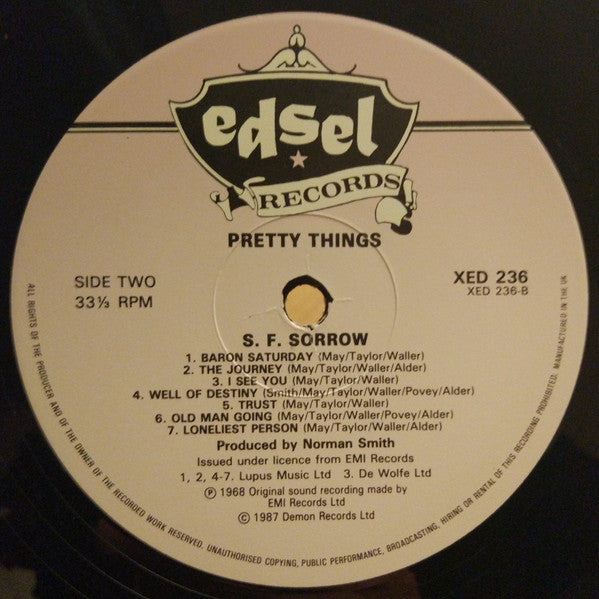 edsel
RECORDS
PRETTY THINGS
SIDE TWO
33⅓ RPM
XED 236
XED 236-B
S. F. SORROW
1. BARON SATURDAY (May/Taylor/Waller)
2. THE JOURNEY (May/Taylor/Waller/Alder)
3. I SEE YOU (May/Taylor/Waller)
4. WELL OF DESTINY (Smith/May/Taylor/Waller/Povey/Alder)
5. TRUST (May/Taylor/Waller)
6. OLD MAN GOING (May/Taylor/Waller/Povey/Alder)
7. LONELIEST PERSON (May/Taylor/Waller)
Produced by Norman Smith
Issued under licence from EMI Records
1, 2, 4-7. Lupus Music Ltd 3. De Wolfe Ltd
℗ 1968 Original sound recording made by
EMI Records Ltd
© 1987 Demon Records Ltd
ALL RIGHTS OF THE PRODUCER AND OF THE OWNER OF THE RECORDED WORK RESERVED. UNAUTHORISED COPYING, PUBLIC PERFORMANCE, BROADCASTING, HIRING OR RENTAL OF THIS RECORDING PROHIBITED. MANUFACTURED IN THE UK